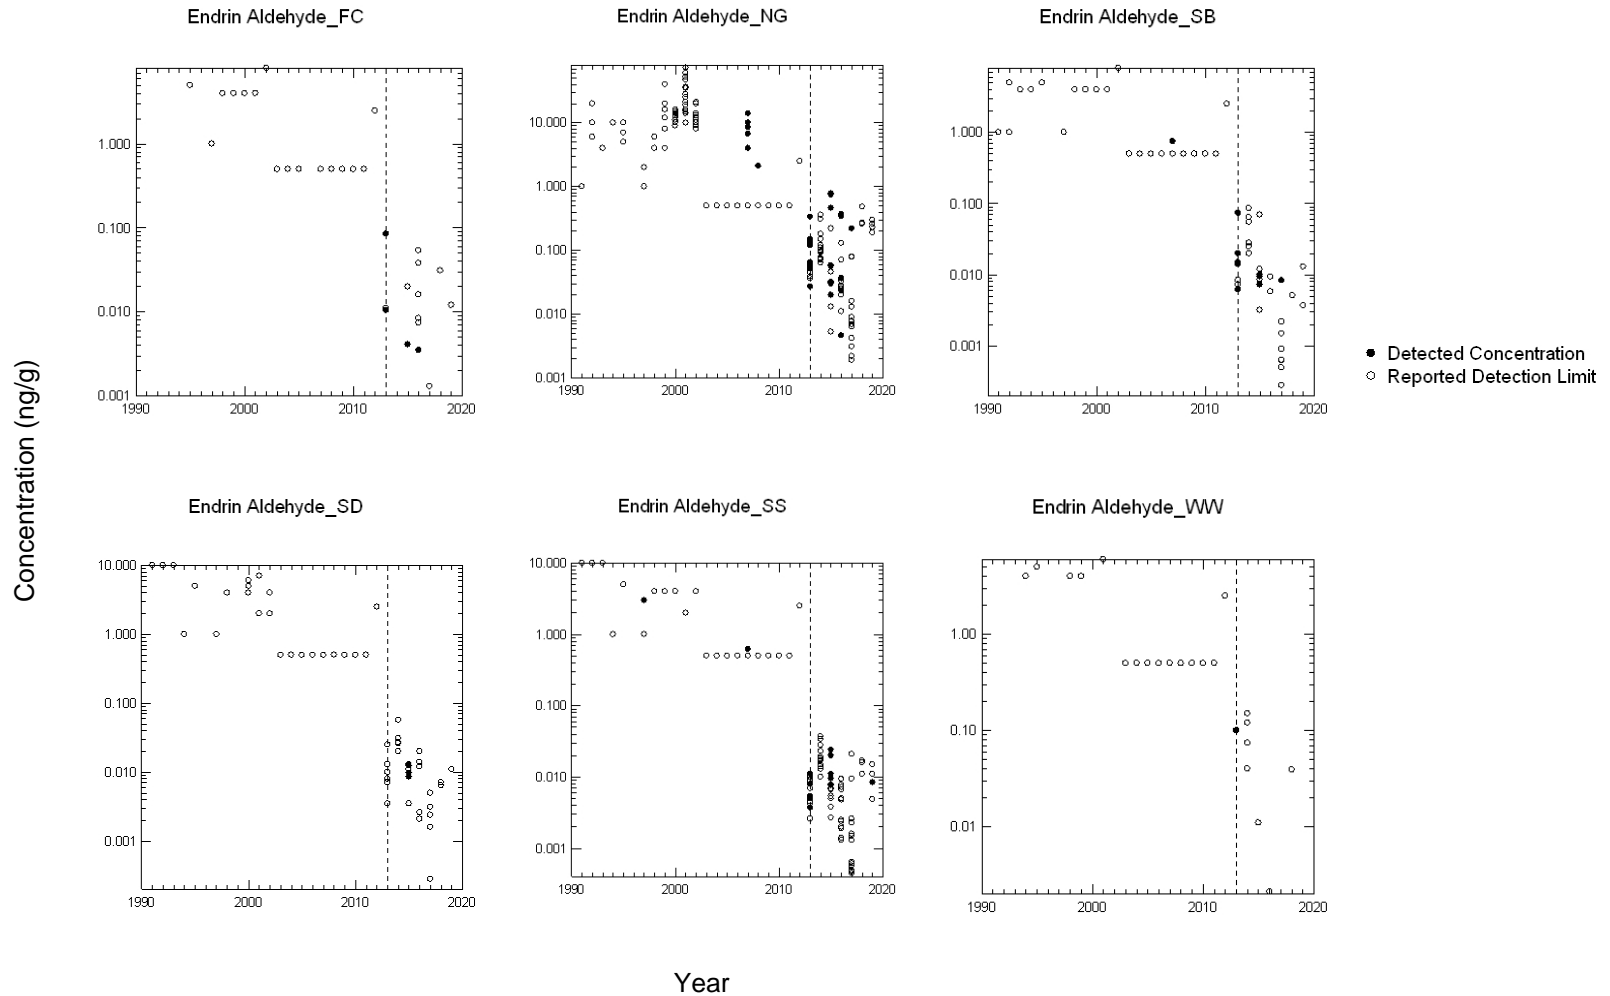 Endrin Aldehyde_FC
Endrin Aldehyde_NG
Endrin Aldehyde_SB
1.000
0.100
0.010
0.001
1990 2000 2010 2020
10.000
1.000
0.100
0.010
0.001
1990 2000 2010 2020
1.000
0.100
0.010
0.001
1990 2000 2010 2020
Detected Concentration
Reported Detection Limit
Concentration (ng/g)
Endrin Aldehyde_SD
Endrin Aldehyde_SS
Endrin Aldehyde_WW
10.000
1.000
0.100
0.010
0.001
1990 2000 2010 2020
10.000
1.000
0.100
0.010
0.001
1990 2000 2010 2020
1.00
0.10
0.01
1990 2000 2010 2020
Year